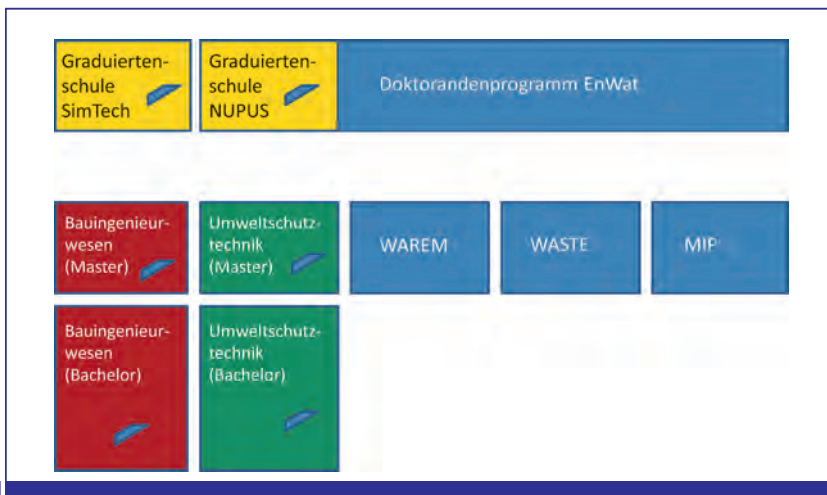 Graduierten-
schule
SimTech
Graduierten-
schule
NUPUS
Doktorandenprogramm EnWat
Bauingenieur-
wesen
(Master)
Umweltschutz-
technik
(Master)
WAREM
WASTE
MIP
Bauingenieur-
wesen
(Bachelor)
Umweltschutz-
technik
(Bachelor)